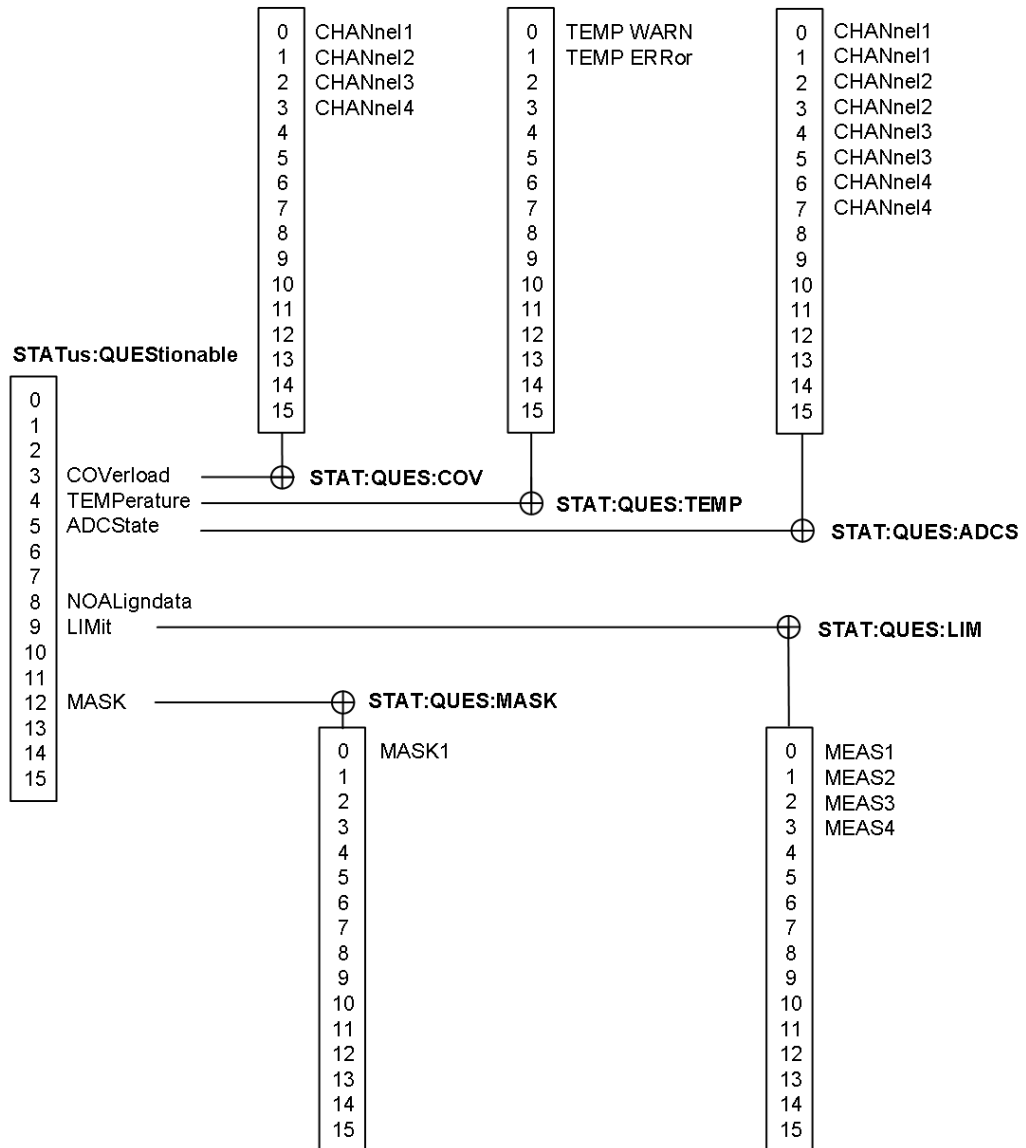 0 CHANnel1
1 CHANnel2
2 CHANnel3
3 CHANnel4
4
5
6
7
8
9
10
11
12
13
14
15
0 TEMP WARN
1 TEMP ERRor
2
3
4
5
6
7
8
9
10
11
12
13
14
15
0 CHANnel1
1 CHANnel1
2 CHANnel2
3 CHANnel2
4 CHANnel3
5 CHANnel3
6 CHANnel4
7 CHANnel4
8
9
10
11
12
13
14
15
STATus:QUEStionable
0
1
2
3 COVerload
4 TEMPerature
5 ADCState
6
7
8 NOALigndata
9 LIMit
10
11
12 MASK
13
14
15
STAT:QUES:COV
STAT:QUES:TEMP
STAT:QUES:ADCS
STAT:QUES:LIM
STAT:QUES:MASK
0 MASK1
1
2
3
4
5
6
7
8
9
10
11
12
13
14
15
0 MEAS1
1 MEAS2
2 MEAS3
3 MEAS4
4
5
6
7
8
9
10
11
12
13
14
15